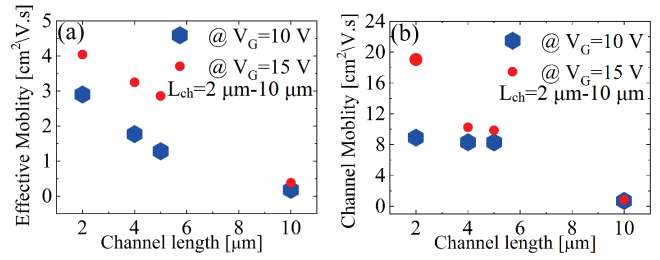 (a)
@ V_G=10 V
@ V_G=15 V
L_ch=2 μm-10 μm
Effective Moblity [cm²\V.s]
5
4
3
2
1
0
2 4 6 8 10
Channel length [μm]
(b)
@ V_G=10 V
@ V_G=15 V
L_ch=2 μm-10 μm
Channel Moblity [cm²\V.s]
24
20
16
12
8
4
0
2 4 6 8 10
Channel length [μm]